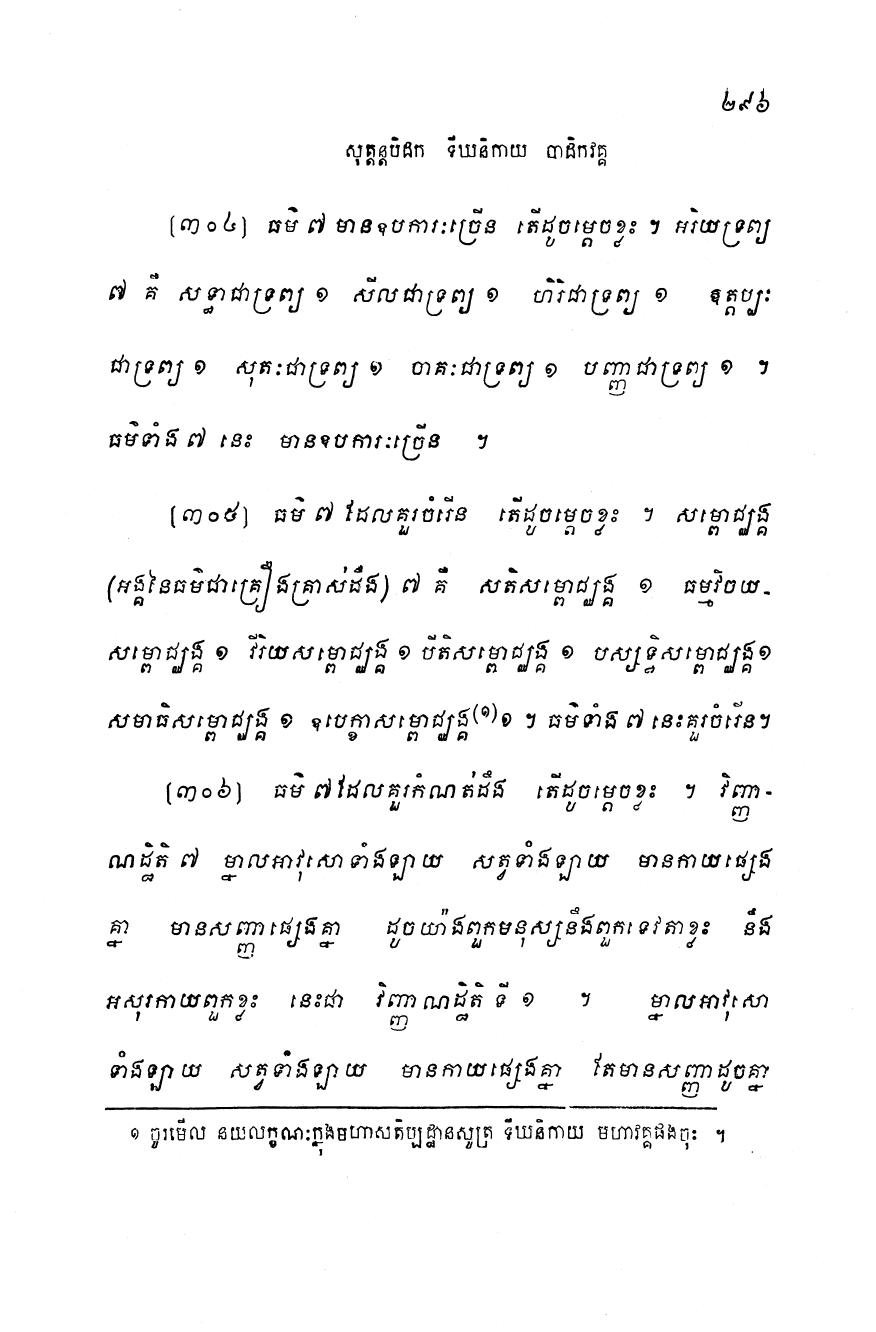 ២៩៦
សុត្តន្តបិដក ទីឃនិកាយ បាដិកវគ្គ
[៣០៤] ធម៌ ៧ មានឧបការៈច្រើន តើដូចម្តេចខ្លះ ។ អរិយទ្រព្យ
៧ គឺ សទ្ធាជាទ្រព្យ ១ សីលជាទ្រព្យ ១ ហិរិជាទ្រព្យ ១ ឧត្តប្បៈ
ជាទ្រព្យ ១ សុតៈជាទ្រព្យ ១ ចាគៈជាទ្រព្យ ១ បញ្ញាជាទ្រព្យ ១ ។
ធម៌ទាំង ៧ នេះ មានឧបការៈច្រើន ។
[៣០៥] ធម៌ ៧ ដែលគួរចំរើន តើដូចម្តេចខ្លះ ។ សម្ពោជ្ឈង្គ
(អង្គនៃធម៌ជាគ្រឿងត្រាស់ដឹង) ៧ គឺ សតិសម្ពោជ្ឈង្គ ១ ធម្មវិចយ-
សម្ពោជ្ឈង្គ ១ វីរិយសម្ពោជ្ឈង្គ ១ បីតិសម្ពោជ្ឈង្គ ១ បស្សទ្ធិសម្ពោជ្ឈង្គ១
សមាធិសម្ពោជ្ឈង្គ ១ ឧបេក្ខាសម្ពោជ្ឈង្គ(១)១ ។ ធម៌ទាំង ៧ នេះគួរចំរើន។
[៣០៦] ធម៌ ៧ដែលគួរកំណត់ដឹង តើដូចម្តេចខ្លះ ។ វិញ្ញា-
ណដ្ឋិតិ ៧ ម្នាលអាវុសោទាំងឡាយ សត្វទាំងឡាយ មានកាយផ្សេង
គ្នា មានសញ្ញាផ្សេងគ្នា ដូចយ៉ាងពួកមនុស្សនឹងពួកទេវតាខ្លះ នឹង
អសុរកាយពួកខ្លះ នេះជា វិញ្ញាណដ្ឋិតិ ទី ១ ។ ម្នាលអាវុសោ
ទាំងឡាយ សត្វទាំងឡាយ មានកាយផ្សេងគ្នា តែមានសញ្ញាដូចគ្នា
១ ចូរមើល នយលក្ខណៈក្នុងមហាសតិប្បដ្ឋានសូត្រ ទីឃនិកាយ មហាវគ្គផងចុះ ។